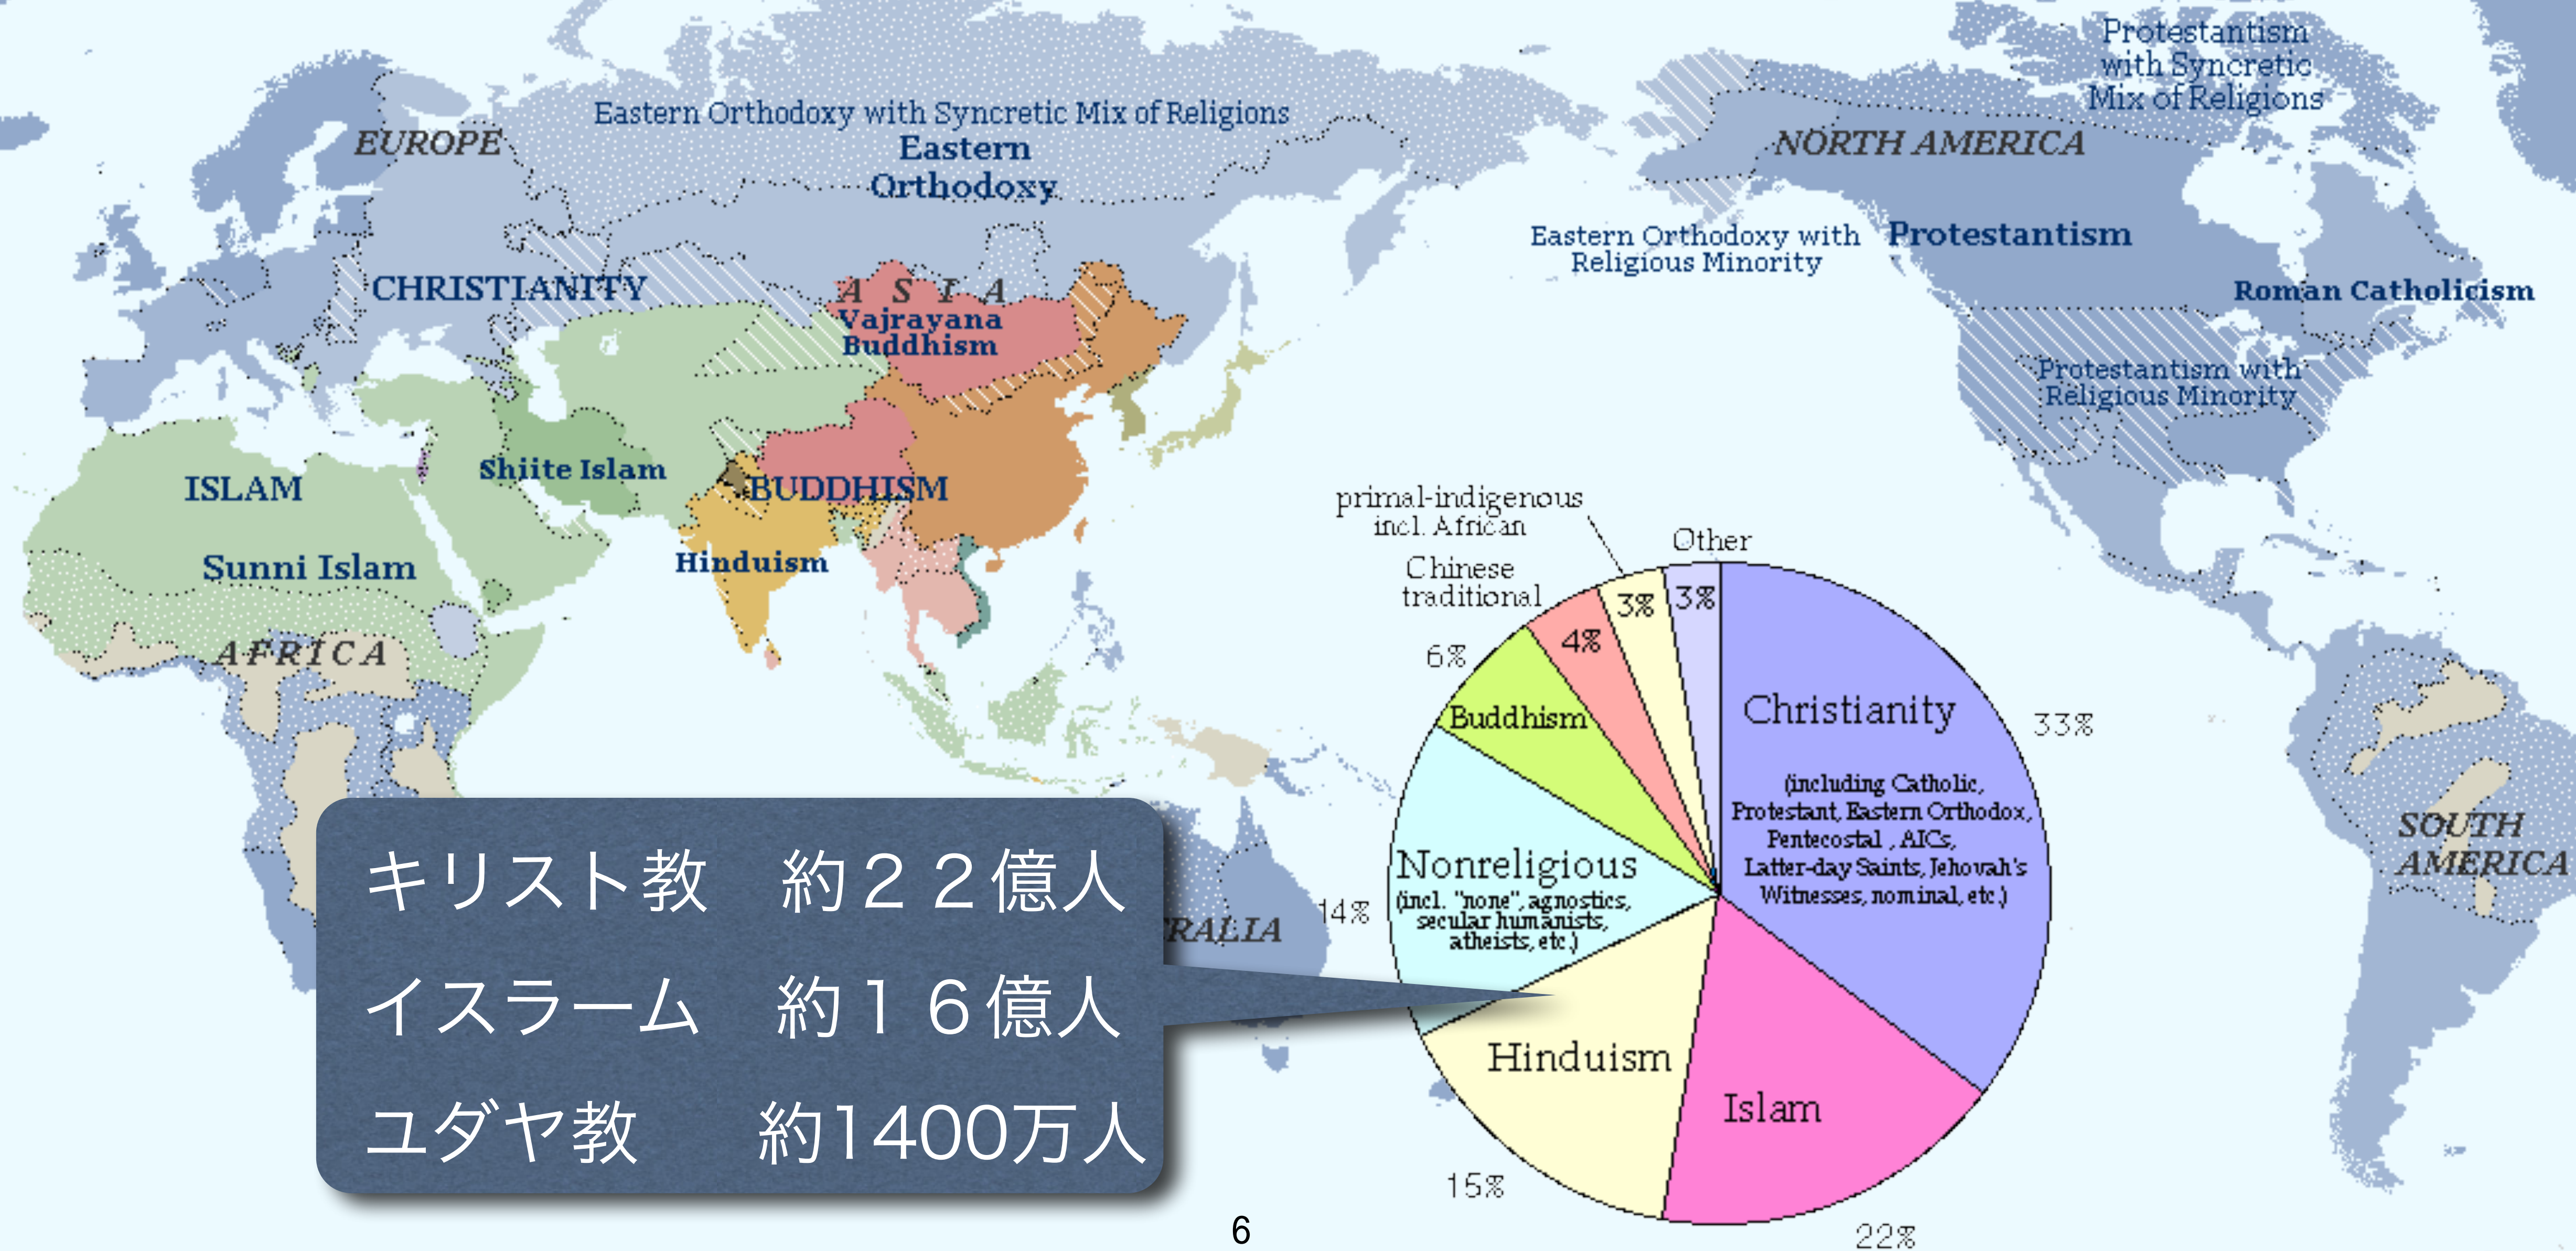 Protestantism
with Syncretic
Mix of Religions
Eastern Orthodoxy with Syncretic Mix of Religions
EUROPE
Eastern
Orthodoxy
NORTH AMERICA
Eastern Orthodoxy with
Religious Minority
Protestantism
CHRISTIANITY
ASIA
Roman Catholicism
Vajrayana
Buddhism
Protestantism with
Religious Minority
Shiite Islam
ISLAM
BUDDHISM
Sunni Islam
Hinduism
AFRICA
SOUTH
AMERICA
RALIA
primal-indigenous
incl. African
Other
Chinese
traditional
3%
3%
4%
6%
Buddhism
Christianity
33%
(including Catholic,
Protestant, Eastern Orthodox,
Pentecostal , AICs,
Latter-day Saints, Jehovah's
Witnesses, nominal, etc.)
Nonreligious
(incl. "none", agnostics,
secular humanists,
atheists, etc.)
14%
Hinduism
15%
Islam
22%
キリスト教　約２２億人
イスラーム　約１６億人
ユダヤ教　　約1400万人
6